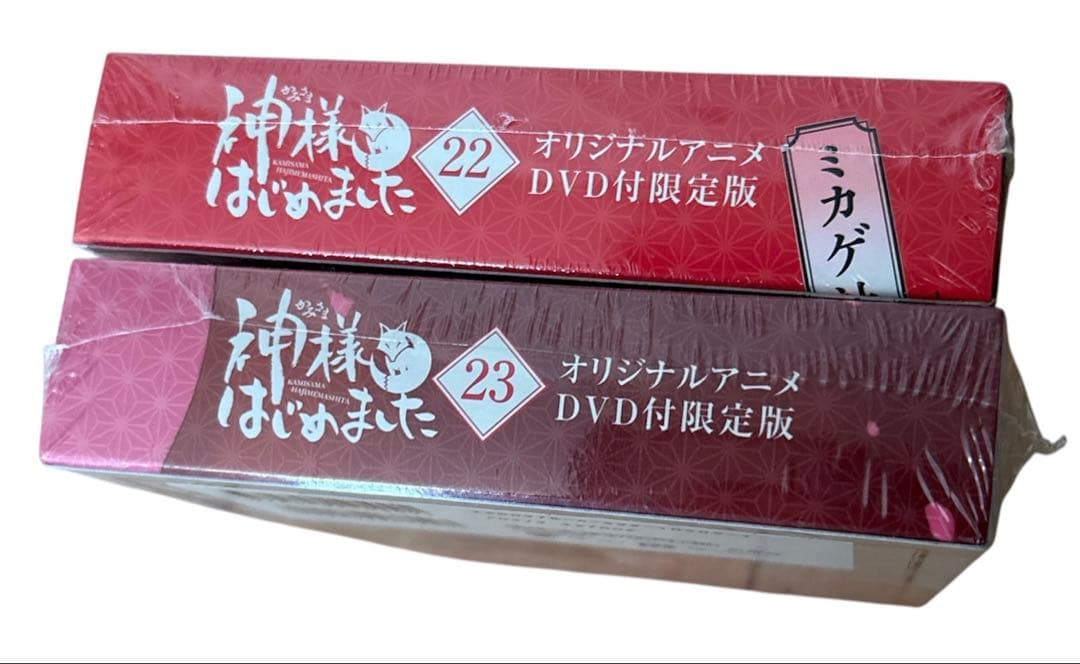 かみさま
神様
KAMISAMA
HAJIMEMASHITA
はじめました
22
オリジナルアニメ
DVD付限定版
ミカゲ
かみさま
神様
KAMISAMA
HAJIMEMASHITA
はじめました
23
オリジナルアニメ
DVD付限定版